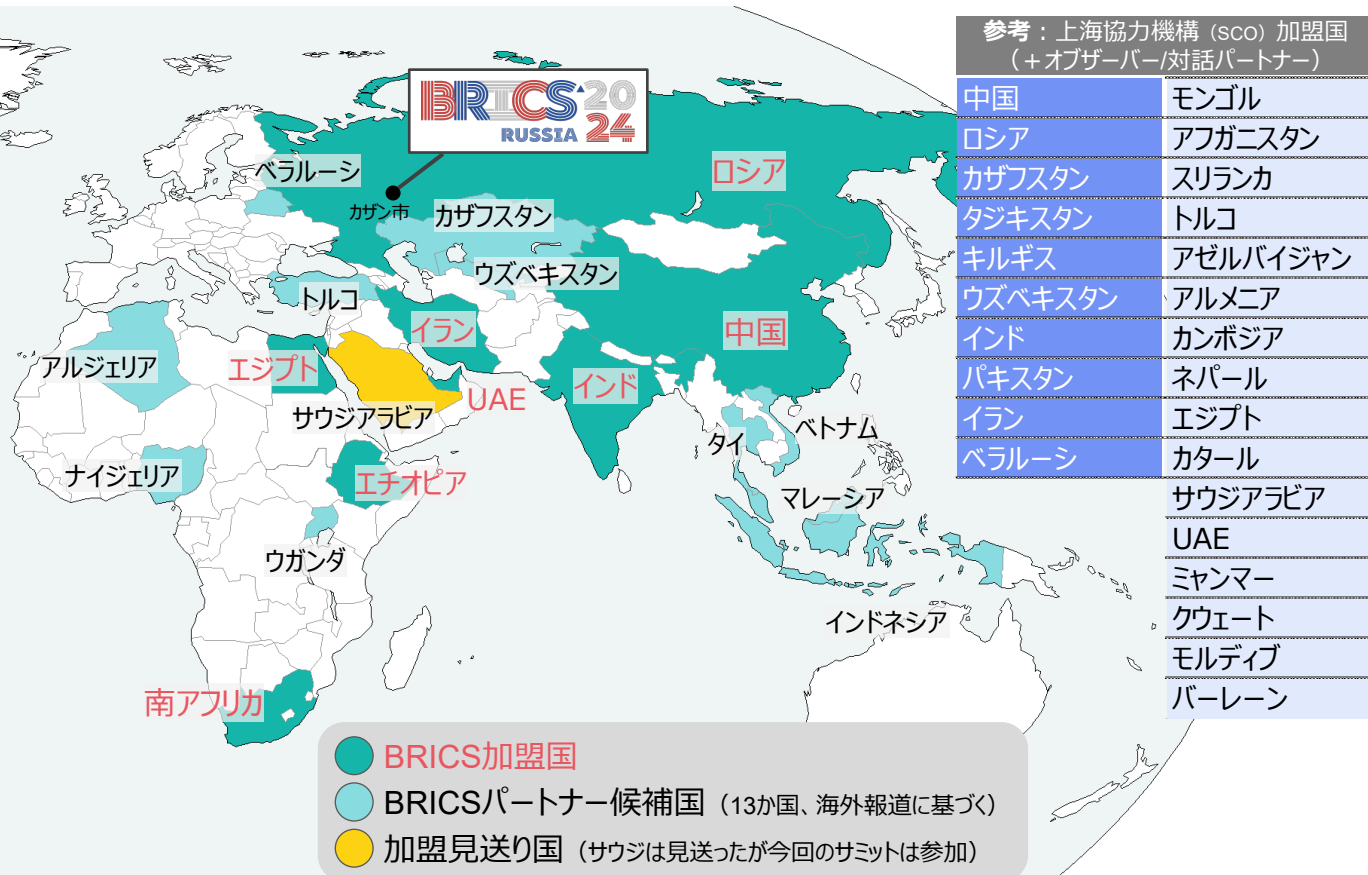 BRICS 20
RUSSIA 24
ロシア
ベラルーシ
カザン市
カザフスタン
ウズベキスタン
トルコ
イラン
中国
アルジェリア
エジプト
インド
サウジアラビア
UAE
タイ
ベトナム
ナイジェリア
エチオピア
マレーシア
ウガンダ
インドネシア
南アフリカ
BRICS加盟国
BRICSパートナー候補国（13か国、海外報道に基づく）
加盟見送り国（サウジは見送ったが今回のサミットは参加）
参考：上海協力機構（SCO）加盟国
（＋オブザーバー/対話パートナー）
中国 モンゴル
ロシア アフガニスタン
カザフスタン スリランカ
タジキスタン トルコ
キルギス アゼルバイジャン
ウズベキスタン アルメニア
インド カンボジア
パキスタン ネパール
イラン エジプト
ベラルーシ カタール
サウジアラビア
UAE
ミャンマー
クウェート
モルディブ
バーレーン